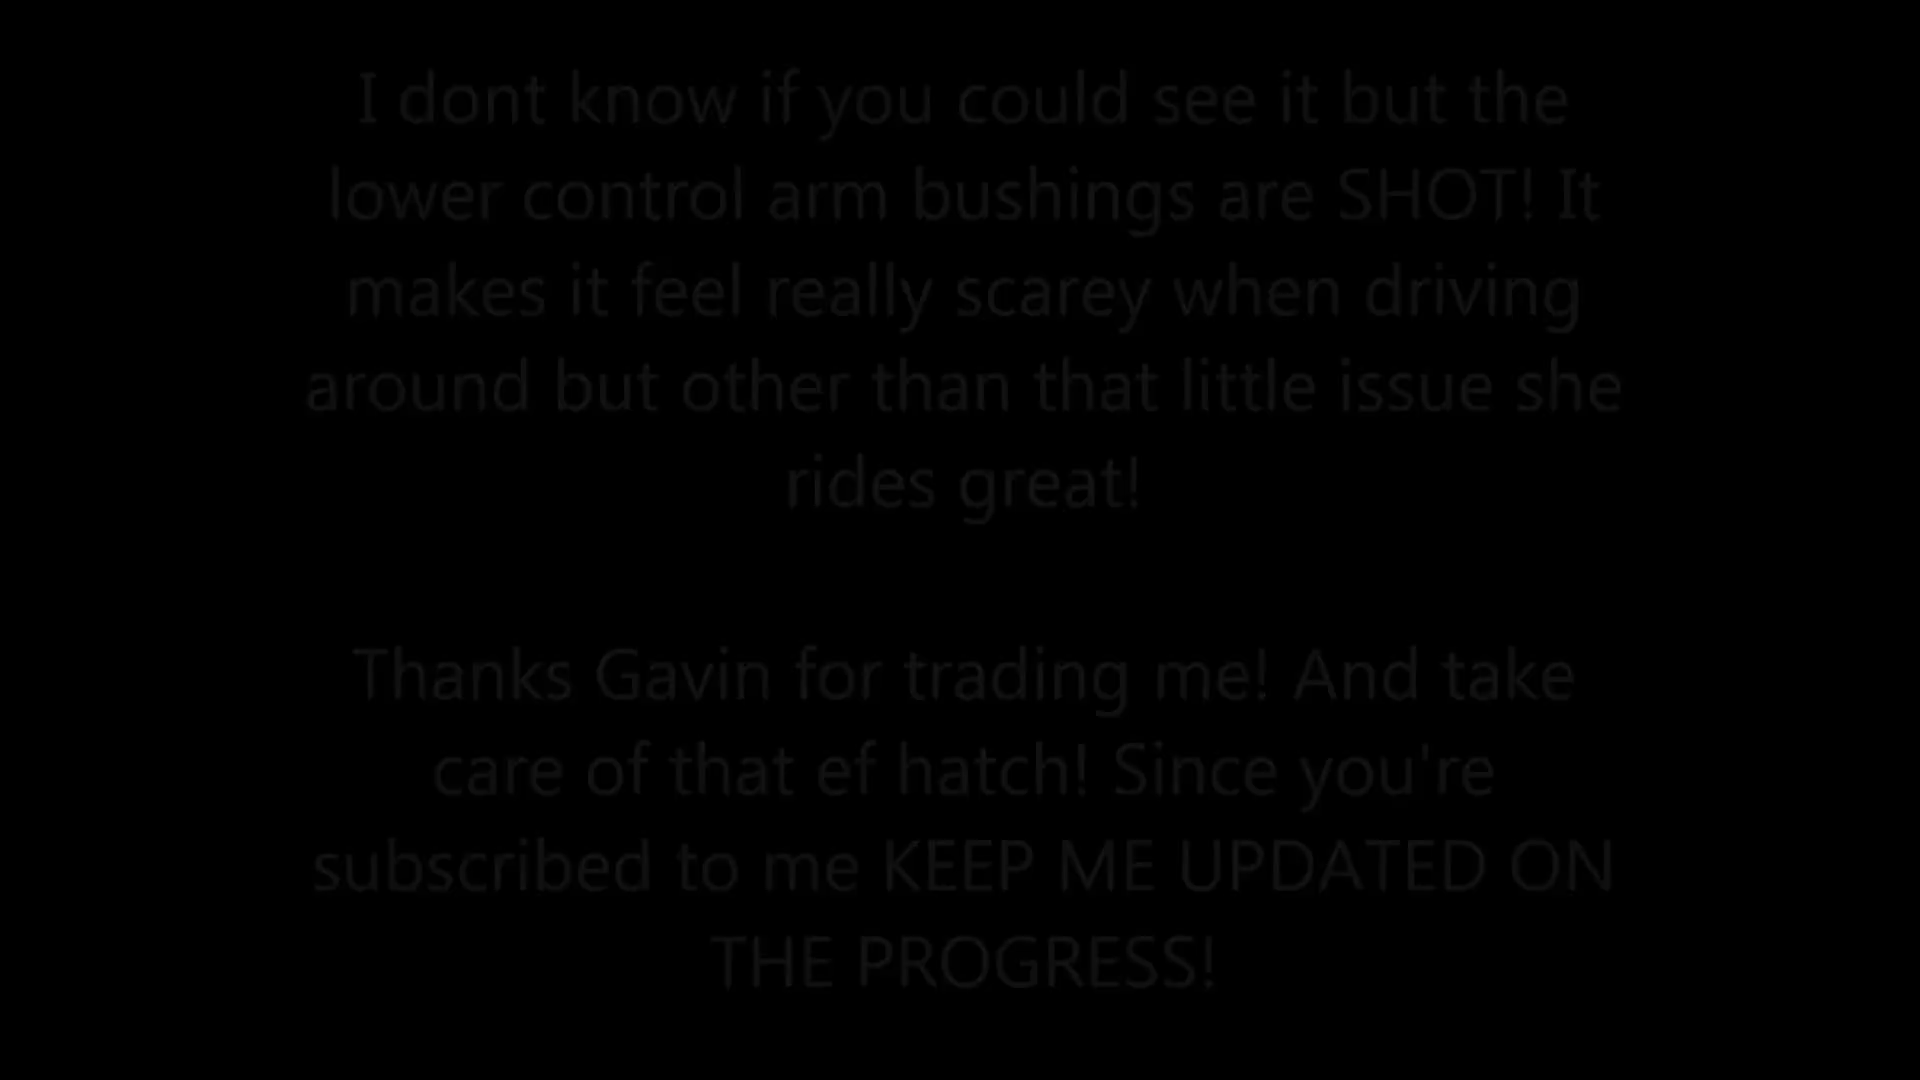 I dont know if you could see it but the
lower control arm bushings are SHOT! It
makes it feel really scarey when driving
around but other than that little issue she
rides great!
Thanks Gavin for trading me! And take
care of that ef hatch! Since you're
subscribed to me KEEP ME UPDATED ON
THE PROGRESS!